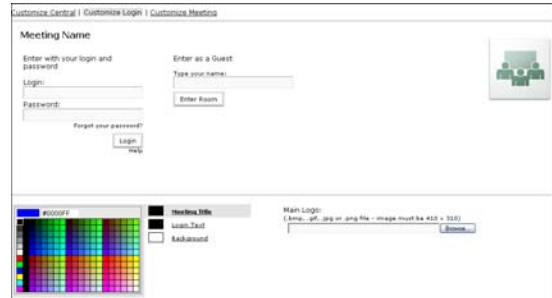 Customize Central | Customize Login | Customize Meeting
Meeting Name
Enter with your login and password
Login:
Password:
Forgot your password?
Login
Help
Enter as a Guest
Type your name:
Enter Room
#0000FF
Meeting Title
Login Text
Background
Main Logo:
(.bmp, .gif, .jpg or .png file - image must be 410 x 310)
Browse...